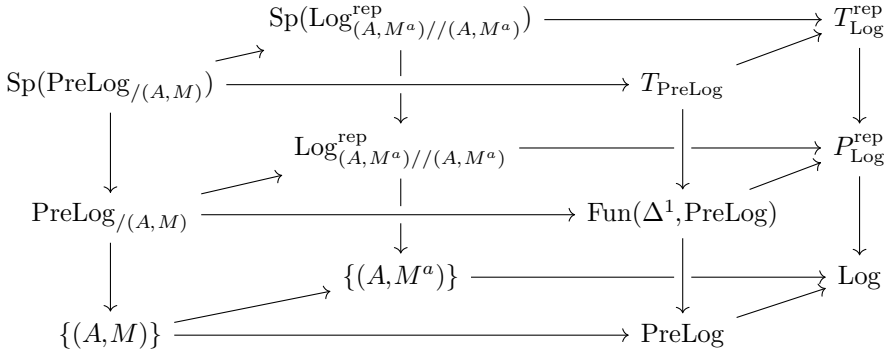 Sp(Log^{rep}_{(A,M^a)//(A,M^a)}) T^{rep}_{Log}
Sp(PreLog_{/(A,M)}) T_{PreLog}
Log^{rep}_{(A,M^a)//(A,M^a)} P^{rep}_{Log}
PreLog_{/(A,M)} Fun(Δ^1,PreLog)
{(A,M^a)} Log
{(A,M)} PreLog